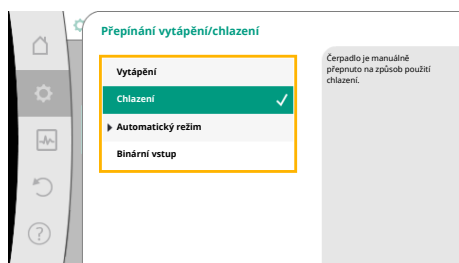 Přepínání vytápění/chlazení
Vytápění
Chlazení
Automatický režim
Binární vstup
Čerpadlo je manuálně
přepnuto na způsob použití
chlazení.